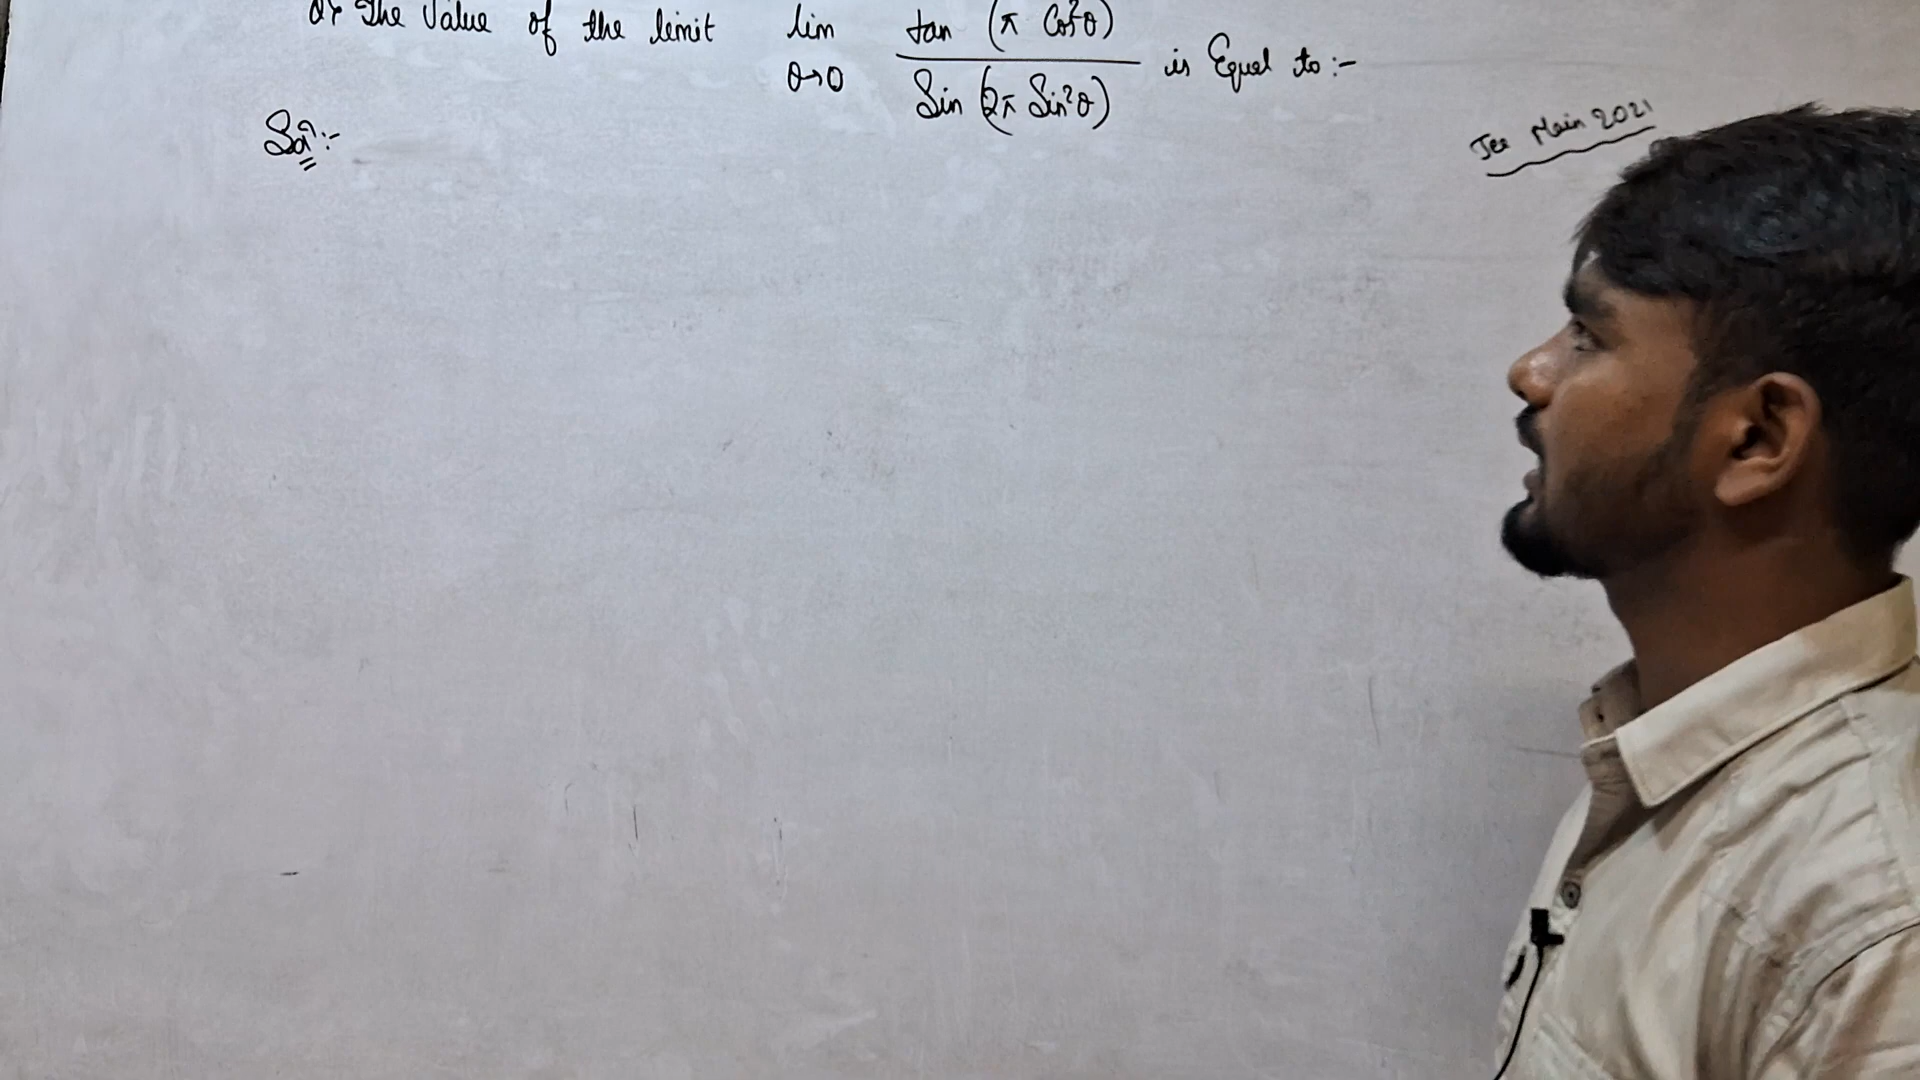 Q: The Value of the limit lim θ→0 tan (π Cos²θ) / Sin (2π Sin²θ) is Equal to :-
Jee Main 2021
Sol:-